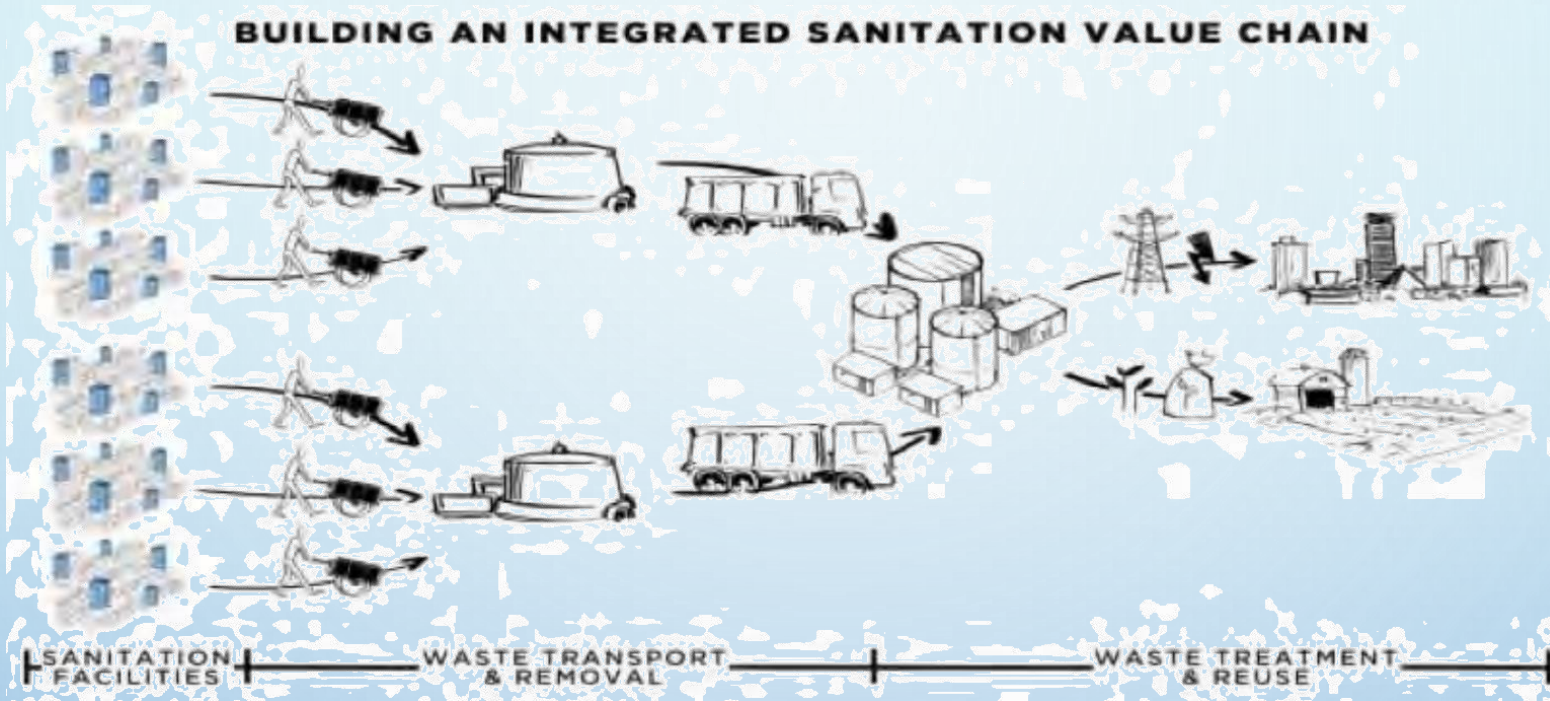 BUILDING AN INTEGRATED SANITATION VALUE CHAIN
SANITATION
FACILITIES
WASTE TRANSPORT
& REMOVAL
WASTE TREATMENT
& REUSE